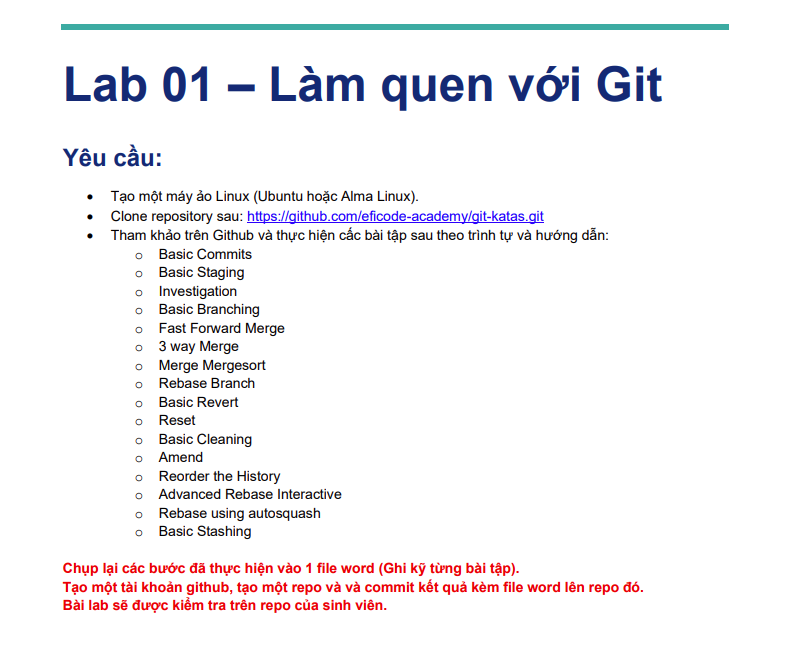 Lab 01 – Làm quen với Git
Yêu cầu:
• Tạo một máy ảo Linux (Ubuntu hoặc Alma Linux).
• Clone repository sau: https://github.com/eficode-academy/git-katas.git
• Tham khảo trên Github và thực hiện cấc bài tập sau theo trình tự và hướng dẫn:
o Basic Commits
o Basic Staging
o Investigation
o Basic Branching
o Fast Forward Merge
o 3 way Merge
o Merge Mergesort
o Rebase Branch
o Basic Revert
o Reset
o Basic Cleaning
o Amend
o Reorder the History
o Advanced Rebase Interactive
o Rebase using autosquash
o Basic Stashing
Chụp lại các bước đã thực hiện vào 1 file word (Ghi kỹ từng bài tập).
Tạo một tài khoản github, tạo một repo và và commit kết quả kèm file word lên repo đó.
Bài lab sẽ được kiểm tra trên repo của sinh viên.